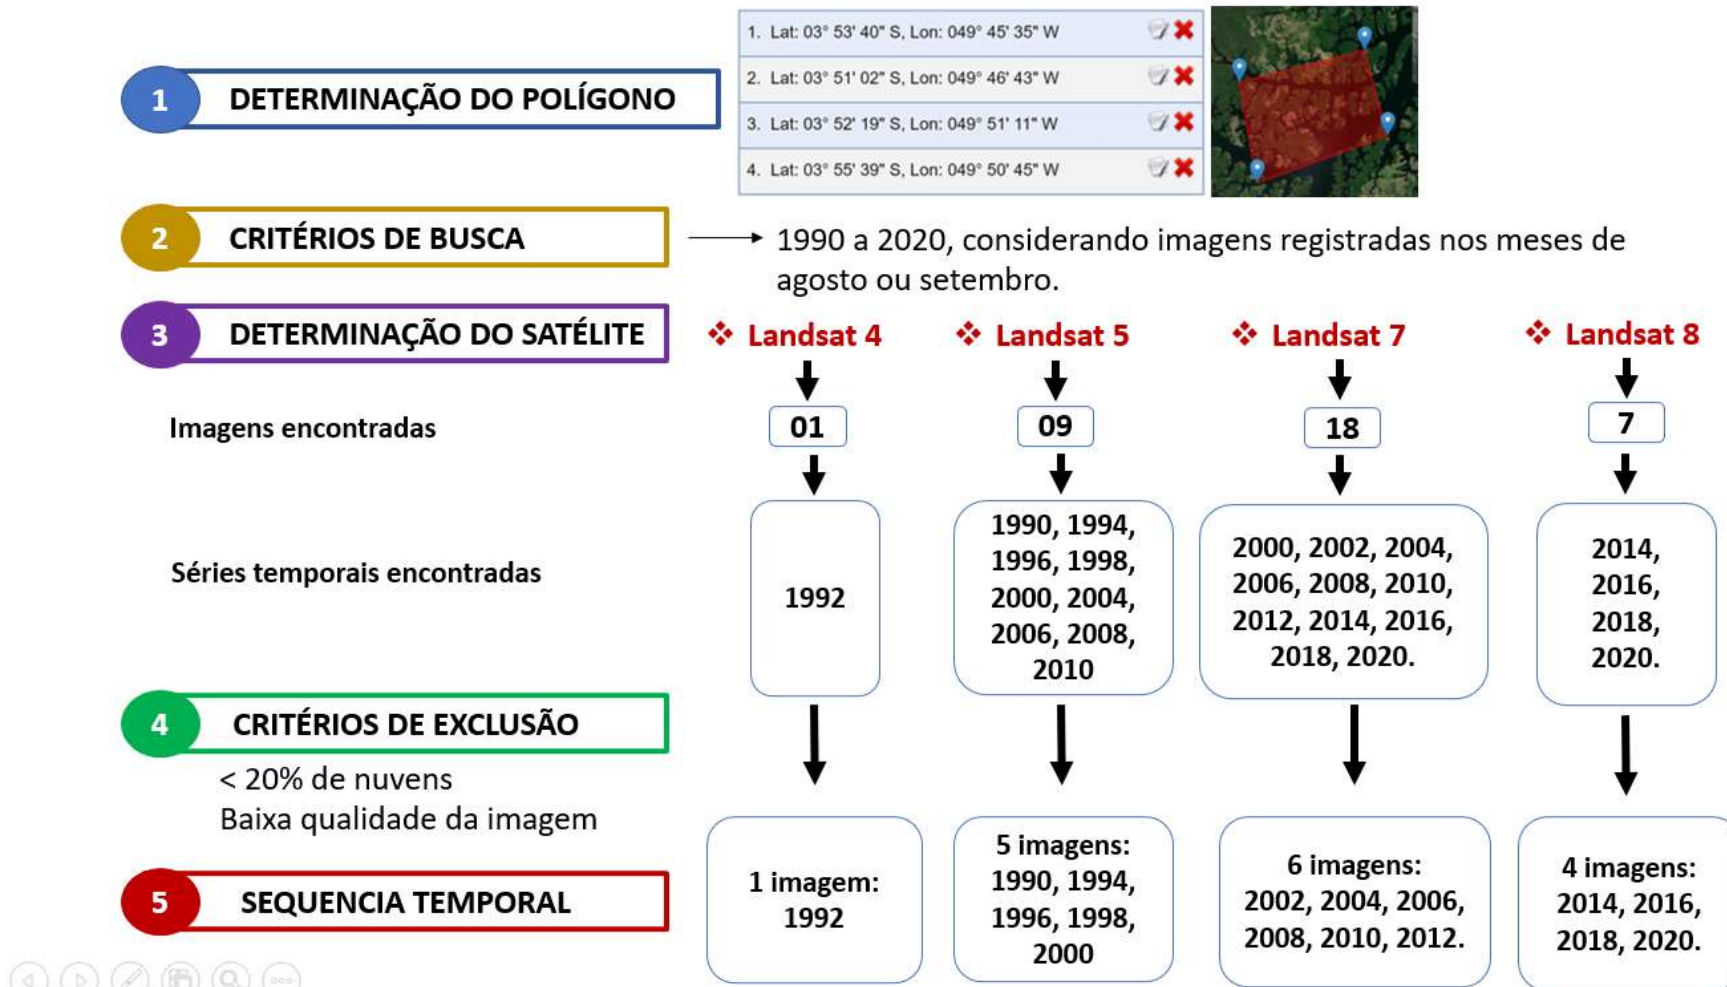 1. Lat: 03° 53' 40" S, Lon: 049° 45' 35" W
2. Lat: 03° 51' 02" S, Lon: 049° 46' 43" W
3. Lat: 03° 52' 19" S, Lon: 049° 51' 11" W
4. Lat: 03° 55' 39" S, Lon: 049° 50' 45" W
1 DETERMINAÇÃO DO POLÍGONO
2 CRITÉRIOS DE BUSCA
1990 a 2020, considerando imagens registradas nos meses de
agosto ou setembro.
3 DETERMINAÇÃO DO SATÉLITE
❖ Landsat 4
❖ Landsat 5
❖ Landsat 7
❖ Landsat 8
Imagens encontradas
01
09
18
7
Séries temporais encontradas
1992
1990, 1994,
1996, 1998,
2000, 2004,
2006, 2008,
2010
2000, 2002, 2004,
2006, 2008, 2010,
2012, 2014, 2016,
2018, 2020.
2014,
2016,
2018,
2020.
4 CRITÉRIOS DE EXCLUSÃO
< 20% de nuvens
Baixa qualidade da imagem
5 SEQUENCIA TEMPORAL
1 imagem:
1992
5 imagens:
1990, 1994,
1996, 1998,
2000
6 imagens:
2002, 2004, 2006,
2008, 2010, 2012.
4 imagens:
2014, 2016,
2018, 2020.